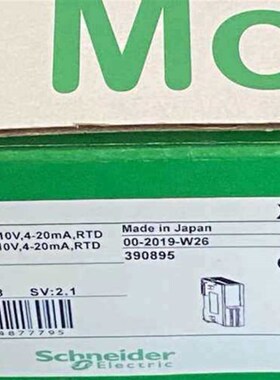 Mo
10V,4-20mA,RTD
10V,4-20mA,RTD
Made in Japan
00-2019-W26
390895
SV:2.1
4877795
Schneider
Electric